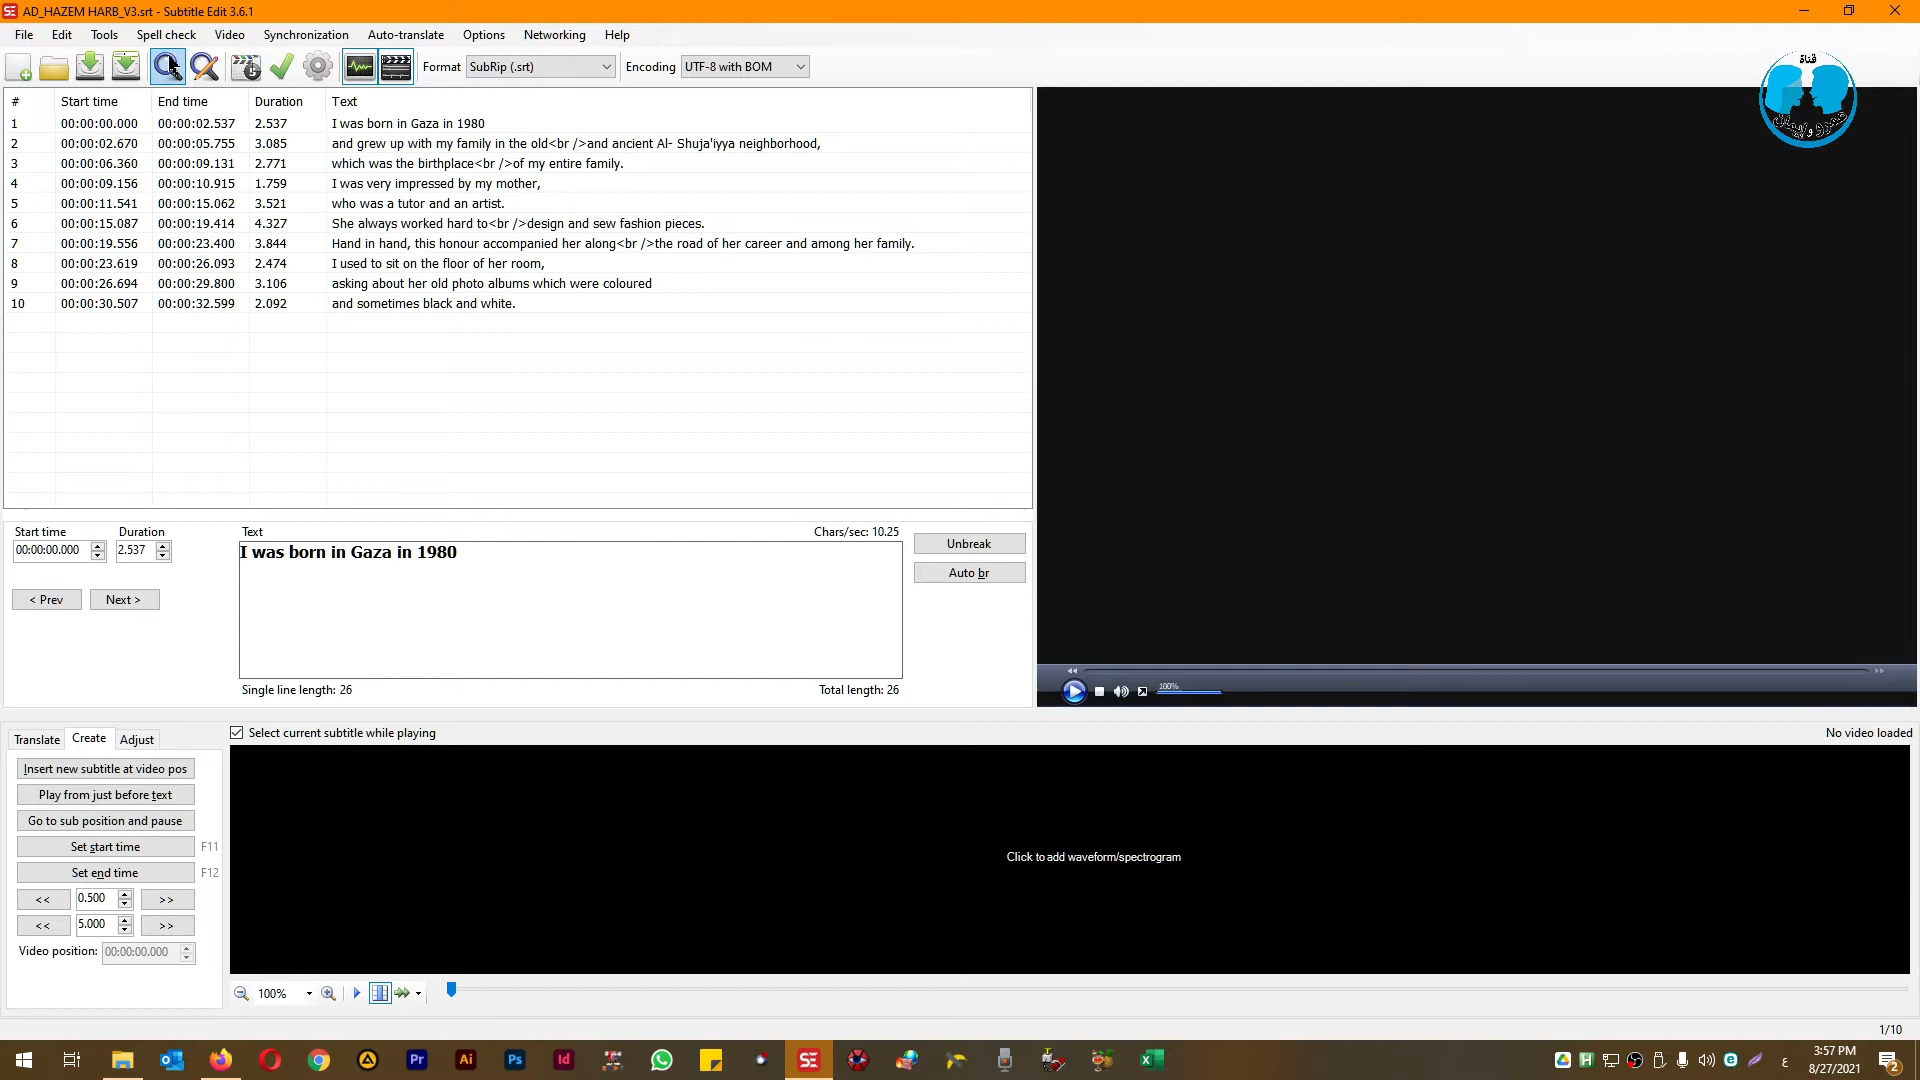 AD_HAZEM HARB_V3.srt - Subtitle Edit 3.6.1
File Edit Tools Spell check Video Synchronization Auto-translate Options Networking Help
Format SubRip (.srt) Encoding UTF-8 with BOM
قناة
# Start time End time Duration Text
1 00:00:00.000 00:00:02.537 2.537 I was born in Gaza in 1980
2 00:00:02.670 00:00:05.755 3.085 and grew up with my family in the old<br />and ancient Al- Shuja'iyya neighborhood,
3 00:00:06.360 00:00:09.131 2.771 which was the birthplace<br />of my entire family.
4 00:00:09.156 00:00:10.915 1.759 I was very impressed by my mother,
5 00:00:11.541 00:00:15.062 3.521 who was a tutor and an artist.
6 00:00:15.087 00:00:19.414 4.327 She always worked hard to<br />design and sew fashion pieces.
7 00:00:19.556 00:00:23.400 3.844 Hand in hand, this honour accompanied her along<br />the road of her career and among her family.
8 00:00:23.619 00:00:26.093 2.474 I used to sit on the floor of her room,
9 00:00:26.694 00:00:29.800 3.106 asking about her old photo albums which were coloured
10 00:00:30.507 00:00:32.599 2.092 and sometimes black and white.
Start time Duration Text Chars/sec: 10.25
00:00:00.000 2.537
I was born in Gaza in 1980
Unbreak
Auto br
< Prev Next >
Single line length: 26 Total length: 26
100%
Translate Create Adjust
Select current subtitle while playing
No video loaded
Insert new subtitle at video pos
Play from just before text
Go to sub position and pause
Set start time F11
Set end time F12
<< 0.500 >>
<< 5.000 >>
Video position: 00:00:00.000
Click to add waveform/spectrogram
100%
1/10
Pr Ai Ps Id SE
ع
3:57 PM
8/27/2021
2